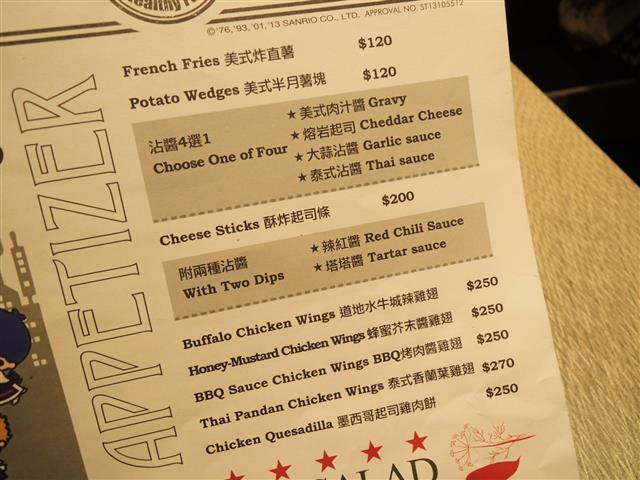 Healthy
©'76,'93,'01,'13 SANRIO CO., LTD. APPROVAL NO. ST13105512
APPETIZER
French Fries 美式炸直薯 $120
Potato Wedges 美式半月薯塊 $120
沾醬4選1
Choose One of Four
★美式肉汁醬 Gravy
★熔岩起司 Cheddar Cheese
★大蒜沾醬 Garlic sauce
★泰式沾醬 Thai sauce
Cheese Sticks 酥炸起司條 $200
附兩種沾醬
With Two Dips
★辣紅醬 Red Chili Sauce
★塔塔醬 Tartar sauce
Buffalo Chicken Wings 道地水牛城辣雞翅 $250
Honey-Mustard Chicken Wings 蜂蜜芥末醬雞翅 $250
BBQ Sauce Chicken Wings BBQ烤肉醬雞翅 $250
Thai Pandan Chicken Wings 泰式香蘭葉雞翅 $270
Chicken Quesadilla 墨西哥起司雞肉餅 $250
★★★★★
SALAD